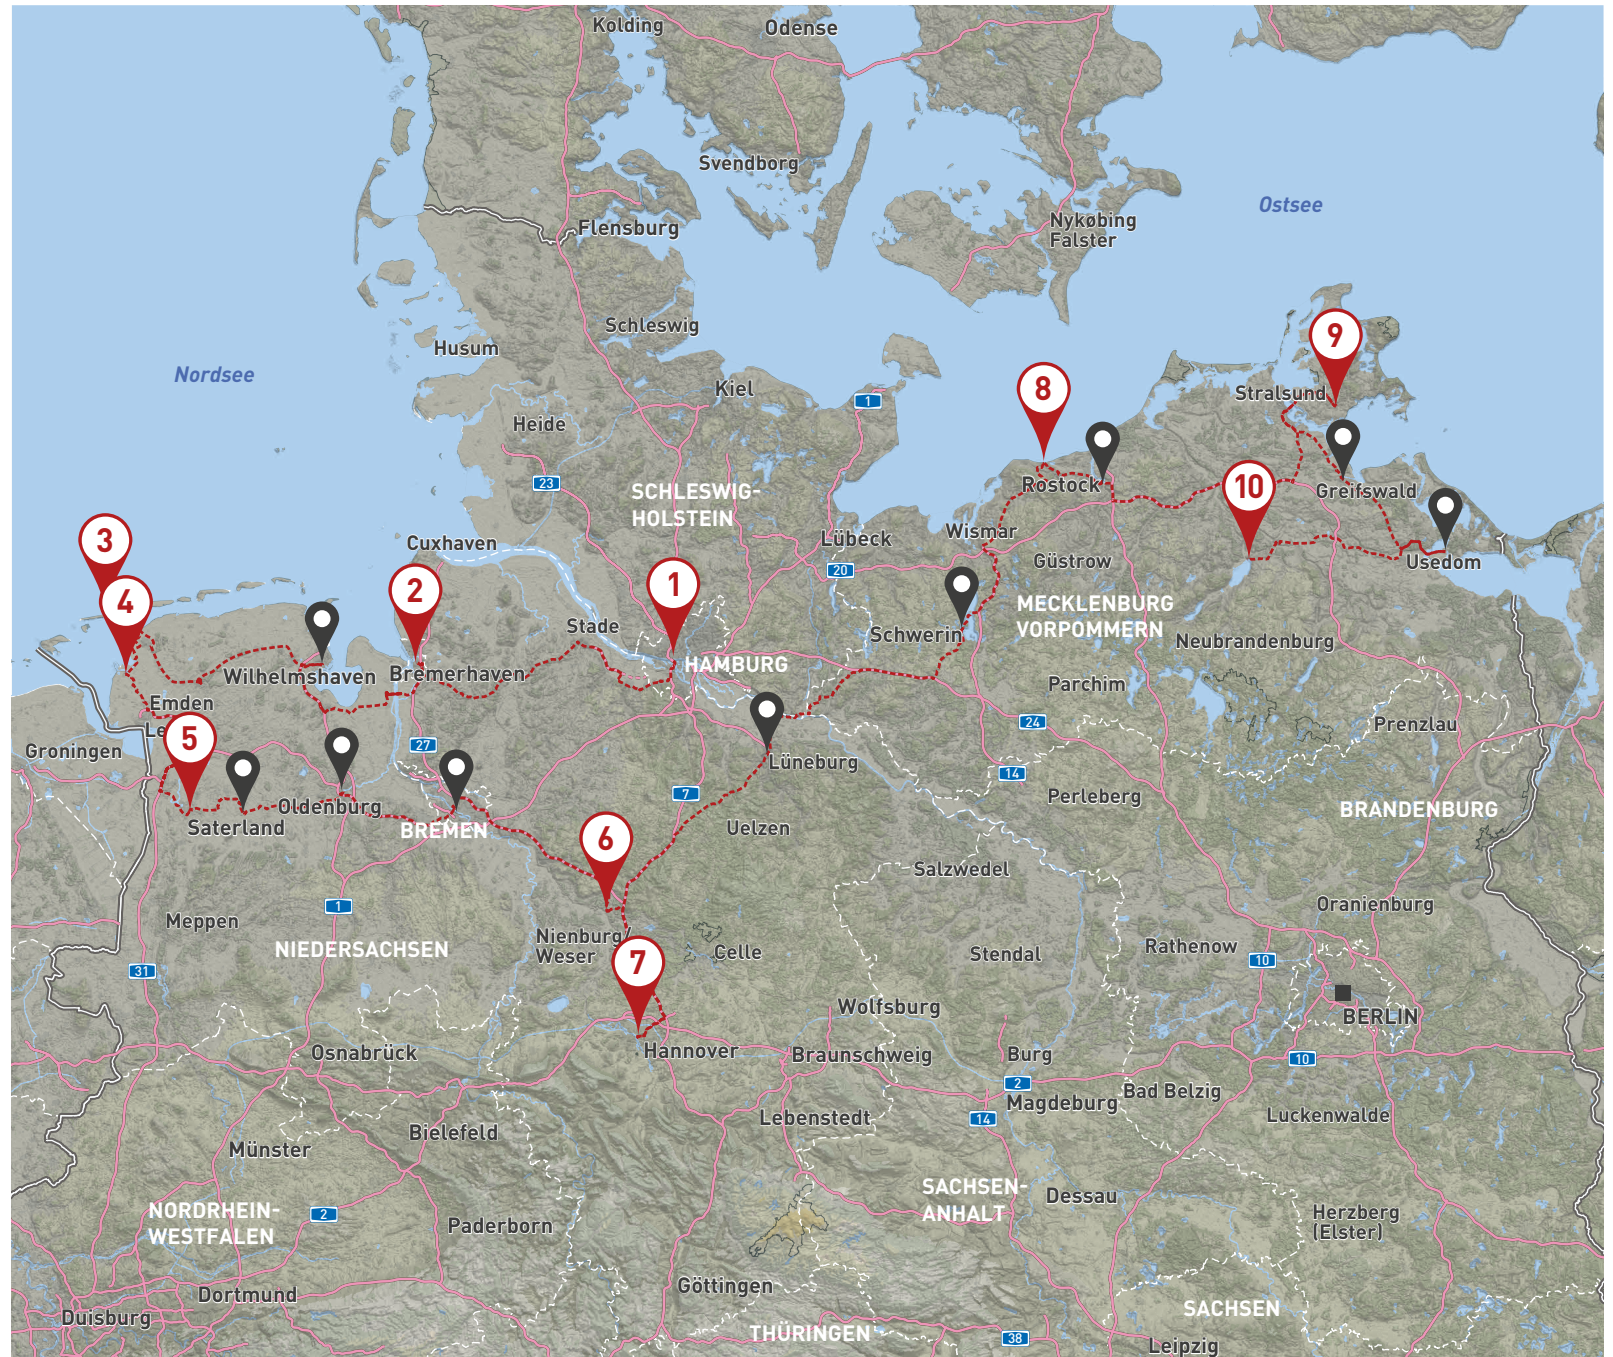 Kolding
Odense
Svendborg
Flensburg
Nykøbing
Falster
Ostsee
Schleswig
Husum
Nordsee
Kiel
1
8
9
Stralsund
Heide
23
SCHLESWIG-
HOLSTEIN
Rostock
10
Greifswald
Cuxhaven
Lübeck
Wismar
Güstrow
Usedom
3
4
2
1
20
Stade
Schwerin
MECKLENBURG
VORPOMMERN
Neubrandenburg
HAMBURG
Wilhelmshaven
Bremerhaven
Parchim
Emden
Le
5
Groningen
27
24
Prenzlau
Lüneburg
14
7
Perleberg
BRANDENBURG
Oldenburg
Saterland
BREMEN
Uelzen
6
Salzwedel
1
Meppen
Oranienburg
NIEDERSACHSEN
Nienburg/
Weser
Celle
Stendal
Rathenow
31
7
10
Wolfsburg
BERLIN
Osnabrück
Hannover
Braunschweig
Burg
10
2
Bad Belzig
Magdeburg
Lebenstedt
14
Luckenwalde
Münster
Bielefeld
NORDRHEIN-
WESTFALEN
2
Paderborn
SACHSEN-
ANHALT
Dessau
Herzberg
(Elster)
Göttingen
Dortmund
Duisburg
SACHSEN
THÜRINGEN
38
Leipzig